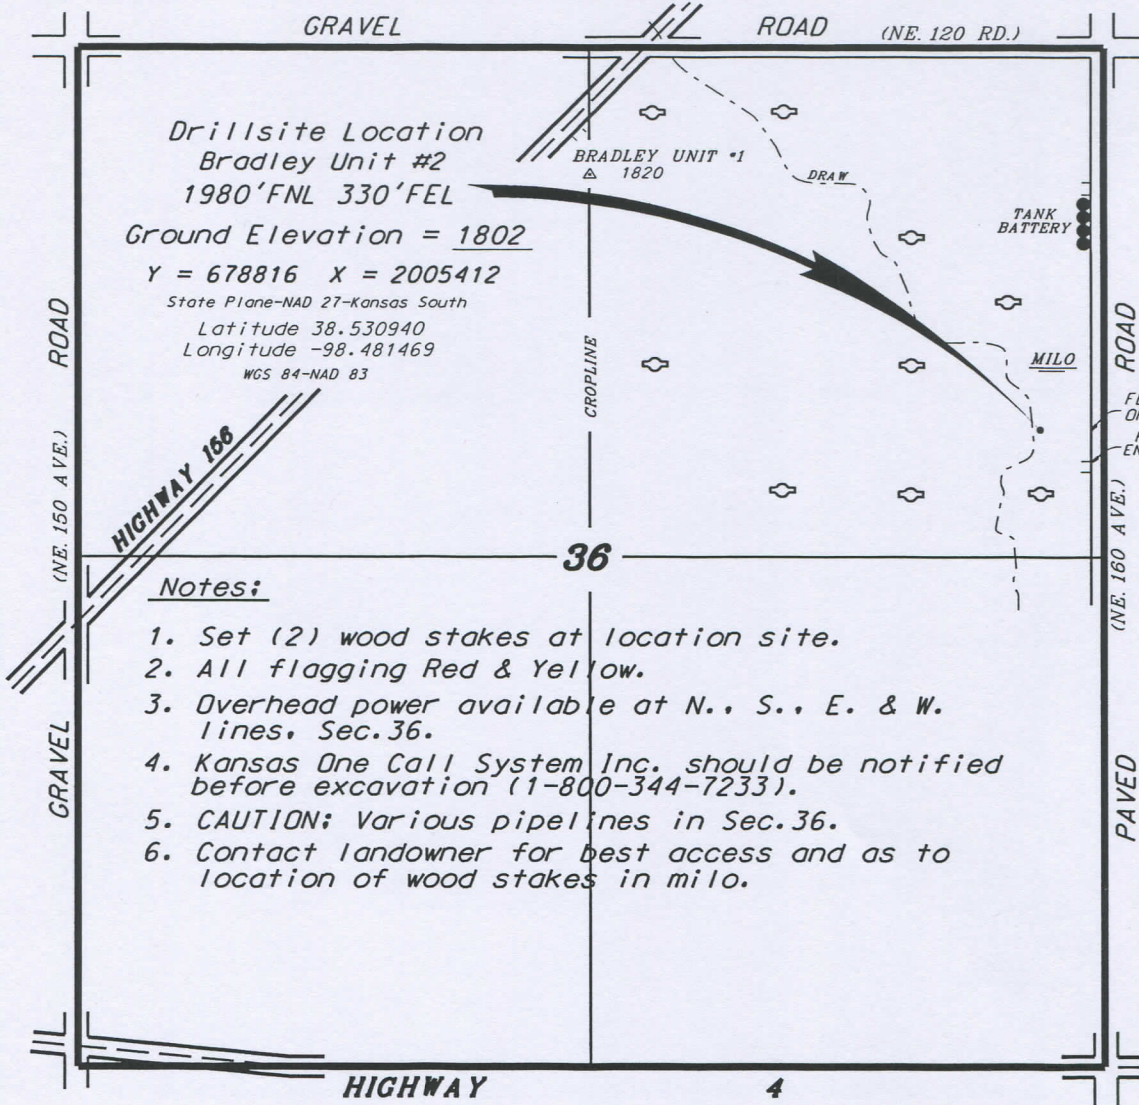 GRAVEL ROAD (NE. 120 RD.)
Drillsite Location
Bradley Unit #2
1980'FNL 330'FEL
Ground Elevation = 1802
Y = 678816 X = 2005412
State Plane-NAD 27-Kansas South
Latitude 38.530940
Longitude -98.481469
WGS 84-NAD 83
BRADLEY UNIT #1
1820
DRAW
TANK
BATTERY
CROPLINE
MILO
ROAD
(NE. 150 AVE.)
GRAVEL
HIGHWAY 156
ROAD
(NE. 160 AVE.)
PAVED
36
Notes:
1. Set (2) wood stakes at location site.
2. All flagging Red & Yellow.
3. Overhead power available at N., S., E. & W.
lines, Sec.36.
4. Kansas One Call System Inc. should be notified
before excavation (1-800-344-7233).
5. CAUTION: Various pipelines in Sec.36.
6. Contact landowner for best access and as to
location of wood stakes in milo.
HIGHWAY 4